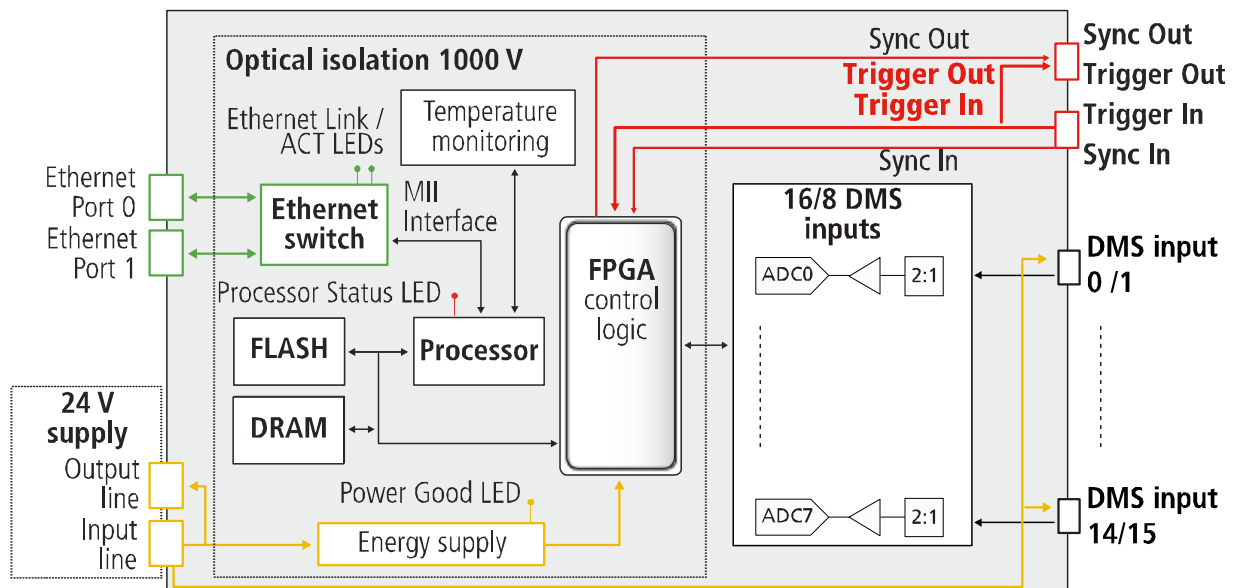 Optical isolation 1000 V
Sync Out
Trigger Out
Trigger In
Sync In
Sync Out
Trigger Out
Trigger In
Sync In
Ethernet Link /
ACT LEDs
Temperature
monitoring
Ethernet
Port 0
Ethernet
Port 1
Ethernet
switch
MII
Interface
Processor Status LED
FLASH
Processor
DRAM
FPGA
control
logic
16/8 DMS
inputs
ADC0
2:1
ADC7
2:1
DMS input
0 /1
DMS input
14/15
24 V
supply
Output
line
Input
line
Power Good LED
Energy supply